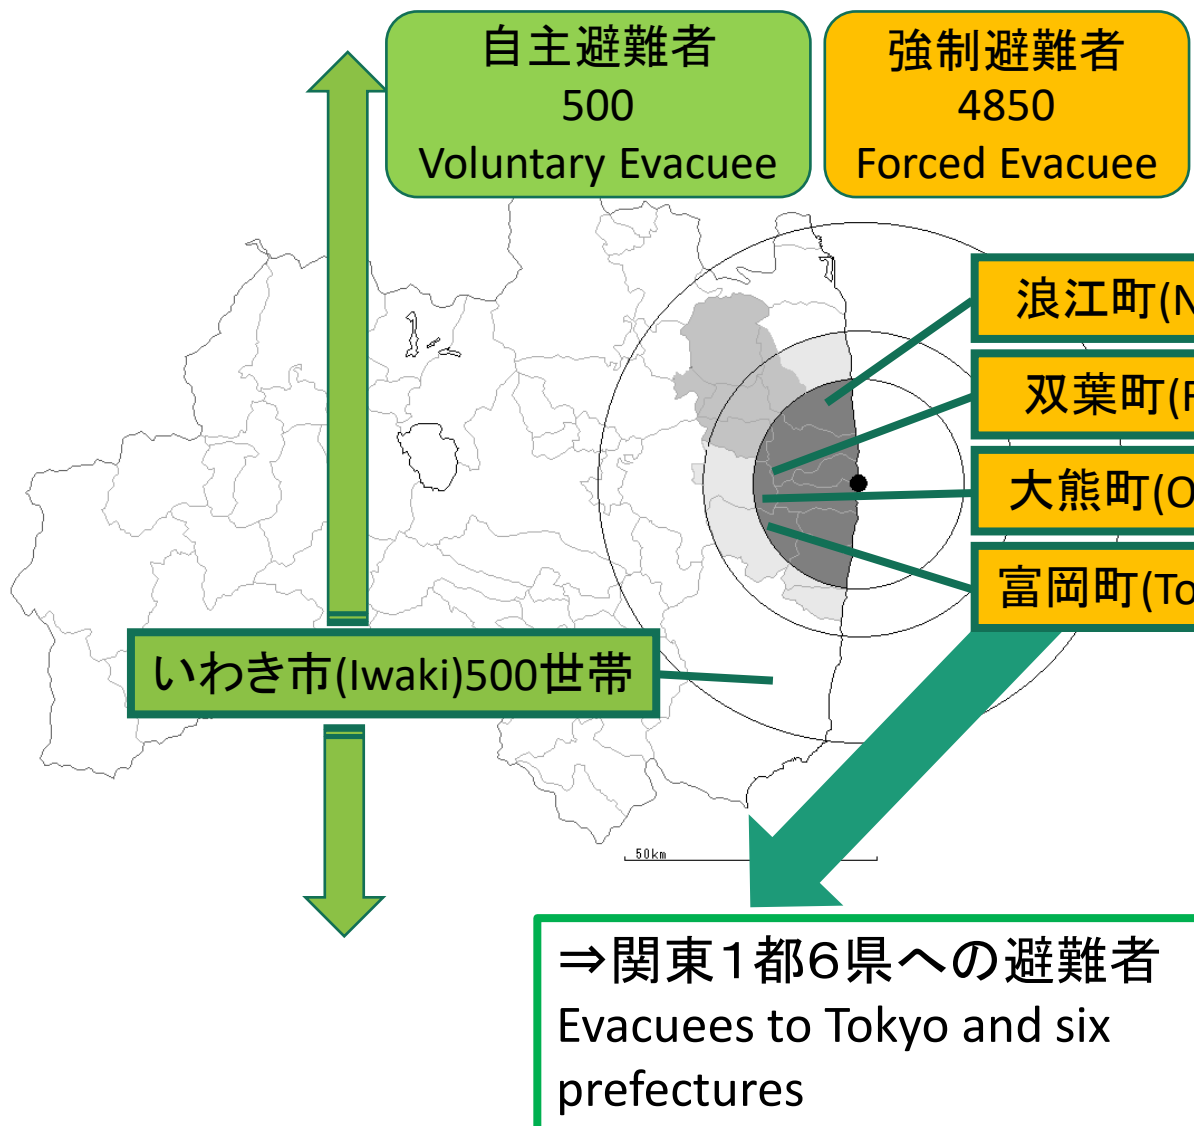 自主避難者
500
Voluntary Evacuee
強制避難者
4850
Forced Evacuee
浪江町(N
双葉町(F
大熊町(O
富岡町(To
いわき市(Iwaki)500世帯
50km
⇒関東１都６県への避難者
Evacuees to Tokyo and six
prefectures